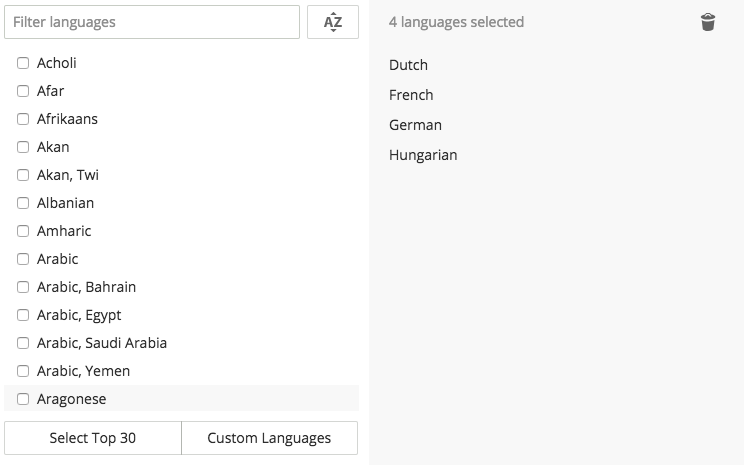 Filter languages
AZ
Acholi
Afar
Afrikaans
Akan
Akan, Twi
Albanian
Amharic
Arabic
Arabic, Bahrain
Arabic, Egypt
Arabic, Saudi Arabia
Arabic, Yemen
Aragonese
Select Top 30
Custom Languages
4 languages selected
Dutch
French
German
Hungarian